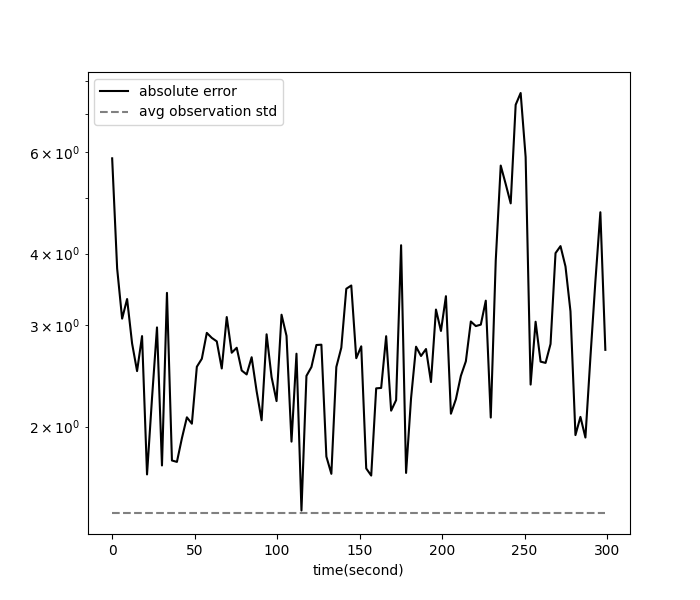 absolute error
avg observation std
6 × 10⁰
4 × 10⁰
3 × 10⁰
2 × 10⁰
0 50 100 150 200 250 300
time(second)